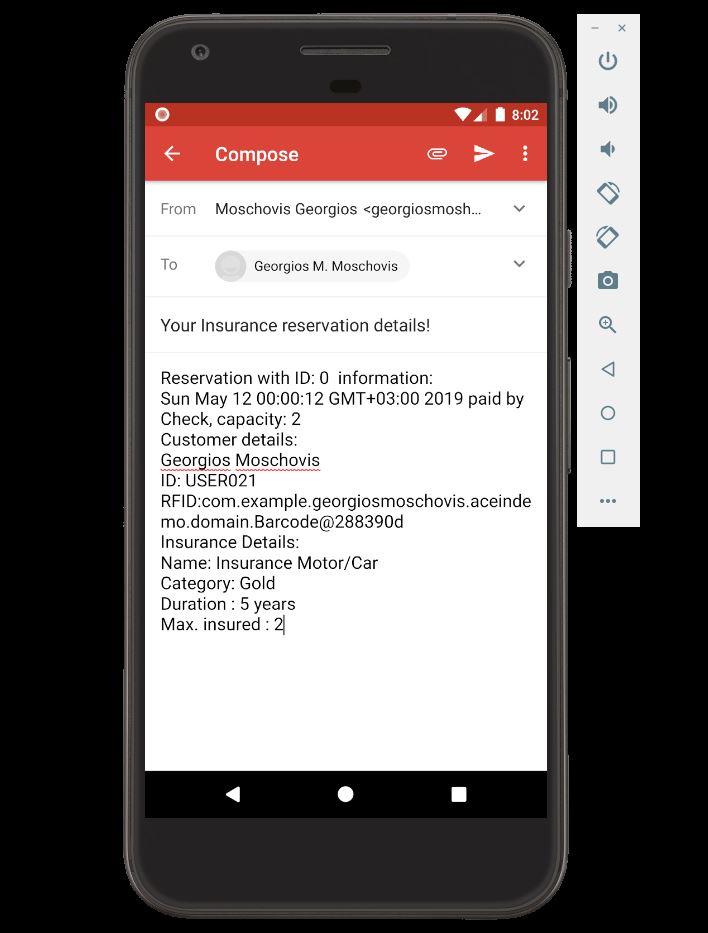 8:02
Compose
From Moschovis Georgios <georgiosmosh...
To Georgios M. Moschovis
Your Insurance reservation details!
Reservation with ID: 0  information:
Sun May 12 00:00:12 GMT+03:00 2019 paid by
Check, capacity: 2
Customer details:
Georgios Moschovis
ID: USER021
RFID:com.example.georgiosmoschovis.aceinde
mo.domain.Barcode@288390d
Insurance Details:
Name: Insurance Motor/Car
Category: Gold
Duration : 5 years
Max. insured : 2